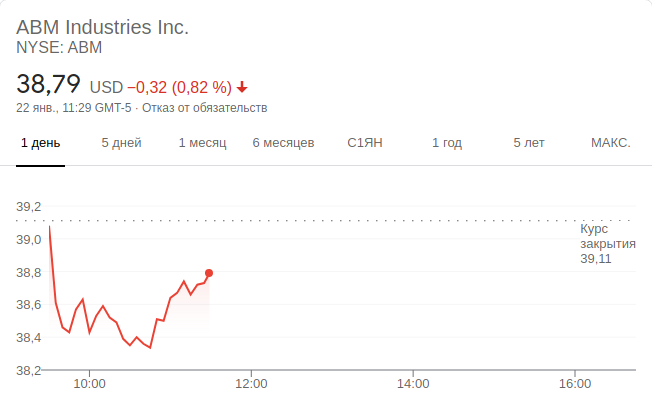 ABM Industries Inc.
NYSE: ABM
38,79 USD −0,32 (0,82 %)
22 янв., 11:29 GMT-5 · Отказ от обязательств
1 день 5 дней 1 месяц 6 месяцев С1ЯН 1 год 5 лет МАКС.
39,2
39,0
38,8
38,6
38,4
38,2
Курс
закрытия
39,11
10:00 12:00 14:00 16:00